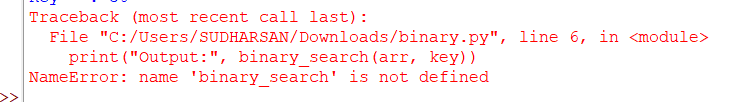 Traceback (most recent call last):
  File "C:/Users/SUDHARSAN/Downloads/binary.py", line 6, in <module>
    print("Output:", binary_search(arr, key))
NameError: name 'binary_search' is not defined
>>